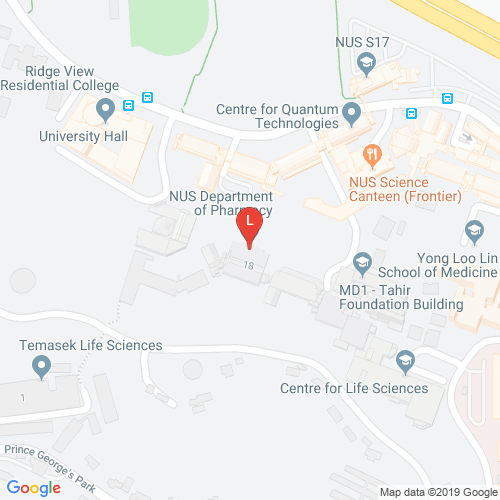 NUS S17
Ridge View
Residential College
Centre for Quantum
Technologies
University Hall
NUS Science
Canteen (Frontier)
NUS Department
of Pharmacy
L
18
Yong Loo Lin
School of Medicine
MD1 - Tahir
Foundation Building
Temasek Life Sciences
Centre for Life Sciences
1
Prince George's Park
Google
Map data ©2019 Google